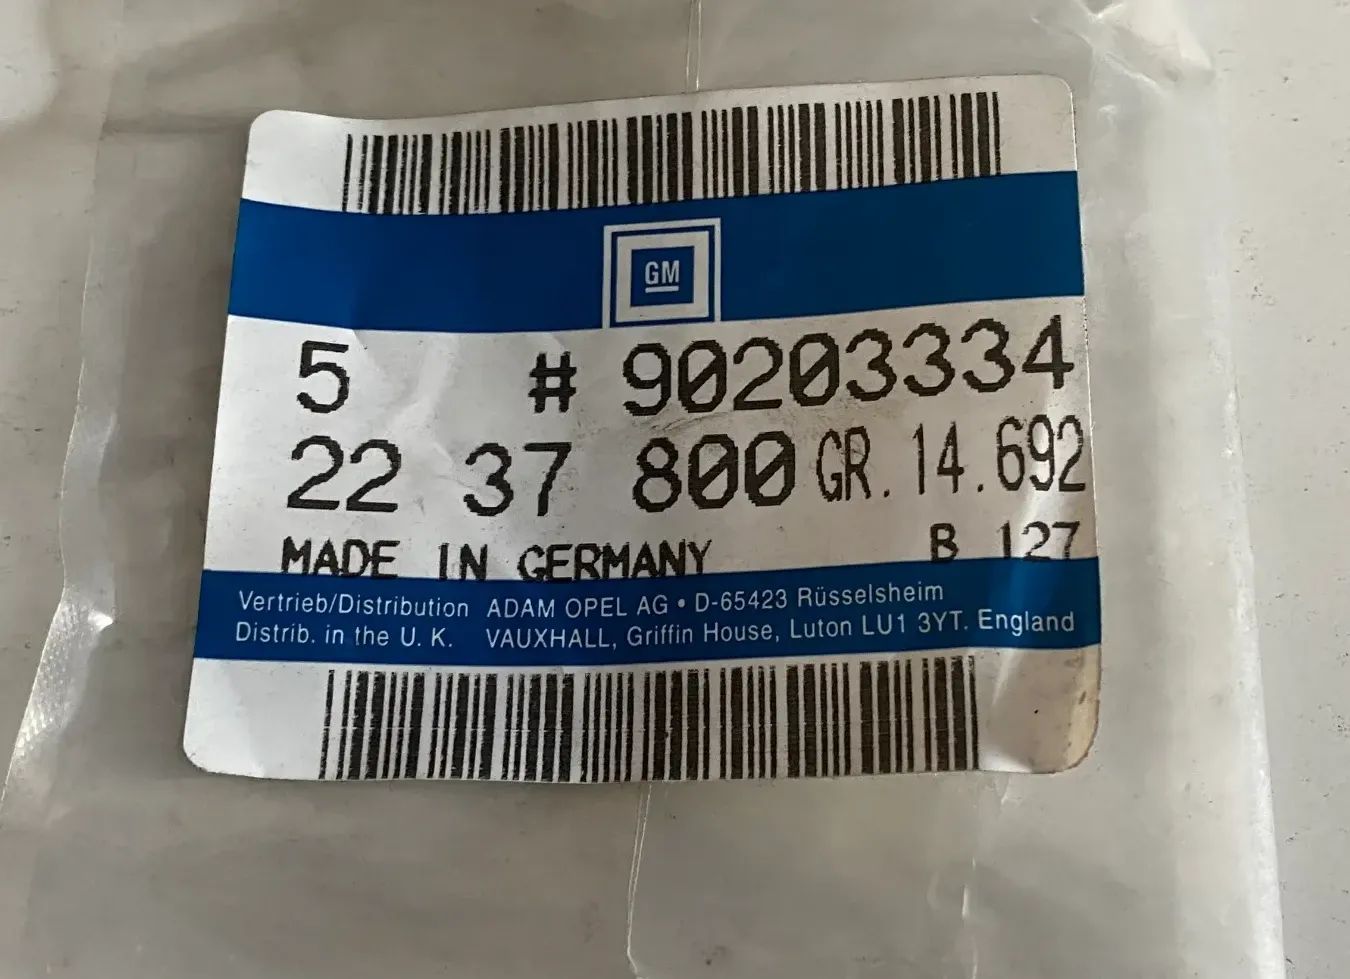 GM
5 # 90203334
22 37 800 GR. 14.692
MADE IN GERMANY B 127
Vertrieb/Distribution ADAM OPEL AG • D-65423 Rüsselsheim
Distrib. in the U. K. VAUXHALL, Griffin House, Luton LU1 3YT. England